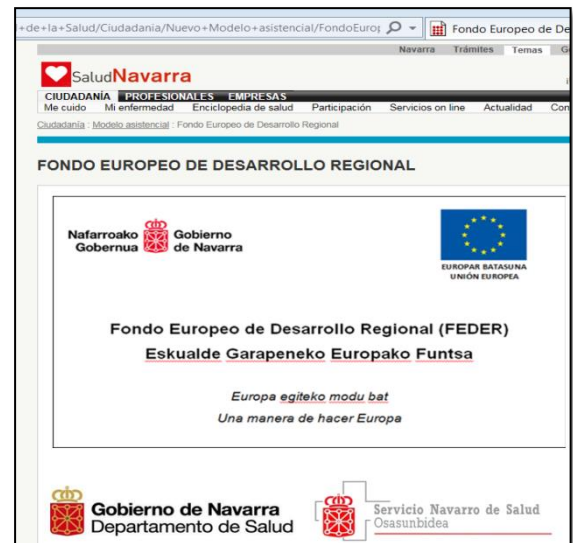 +de+la+Salud/Ciudadania/Nuevo+Modelo+asistencial/FondoEurop
Fondo Europeo de De
Navarra Trámites Temas G
SaludNavarra
CIUDADANÍA PROFESIONALES EMPRESAS
Me cuido Mi enfermedad Enciclopedia de salud Participación Servicios on line Actualidad Con
Ciudadanía : Modelo asistencial : Fondo Europeo de Desarrollo Regional
FONDO EUROPEO DE DESARROLLO REGIONAL
Nafarroako Gobernua
Gobierno de Navarra
EUROPAR BATASUNA
UNIÓN EUROPEA
Fondo Europeo de Desarrollo Regional (FEDER)
Eskualde Garapeneko Europako Funtsa
Europa egiteko modu bat
Una manera de hacer Europa
Gobierno de Navarra
Departamento de Salud
Servicio Navarro de Salud
Osasunbidea